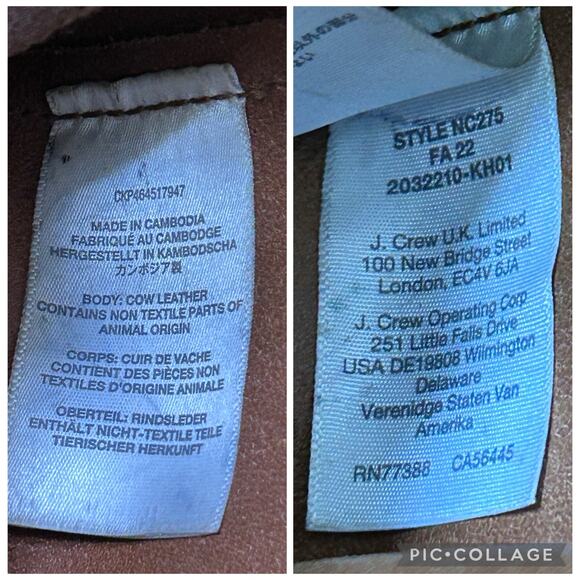 CKP464517947
MADE IN CAMBODIA
FABRIQUÉ AU CAMBODGE
HERGESTELLT IN KAMBODSCHA
カンボジア製
BODY: COW LEATHER
CONTAINS NON TEXTILE PARTS OF
ANIMAL ORIGIN
CORPS: CUIR DE VACHE
CONTIENT DES PIÈCES NON
TEXTILES D'ORIGINE ANIMALE
OBERTEIL: RINDSLEDER
ENTHÄLT NICHT-TEXTILE TEILE
TIERISCHER HERKUNFT
STYLE NC275
FA 22
2032210-KH01
J. Crew U.K. Limited
100 New Bridge Street
London, EC4V 6JA
J. Crew Operating Corp
251 Little Falls Drive
USA DE19808 Wilmington
Delaware
Verenidge Staten Van
Amerika
RN77388 CA56445
PIC•COLLAGE